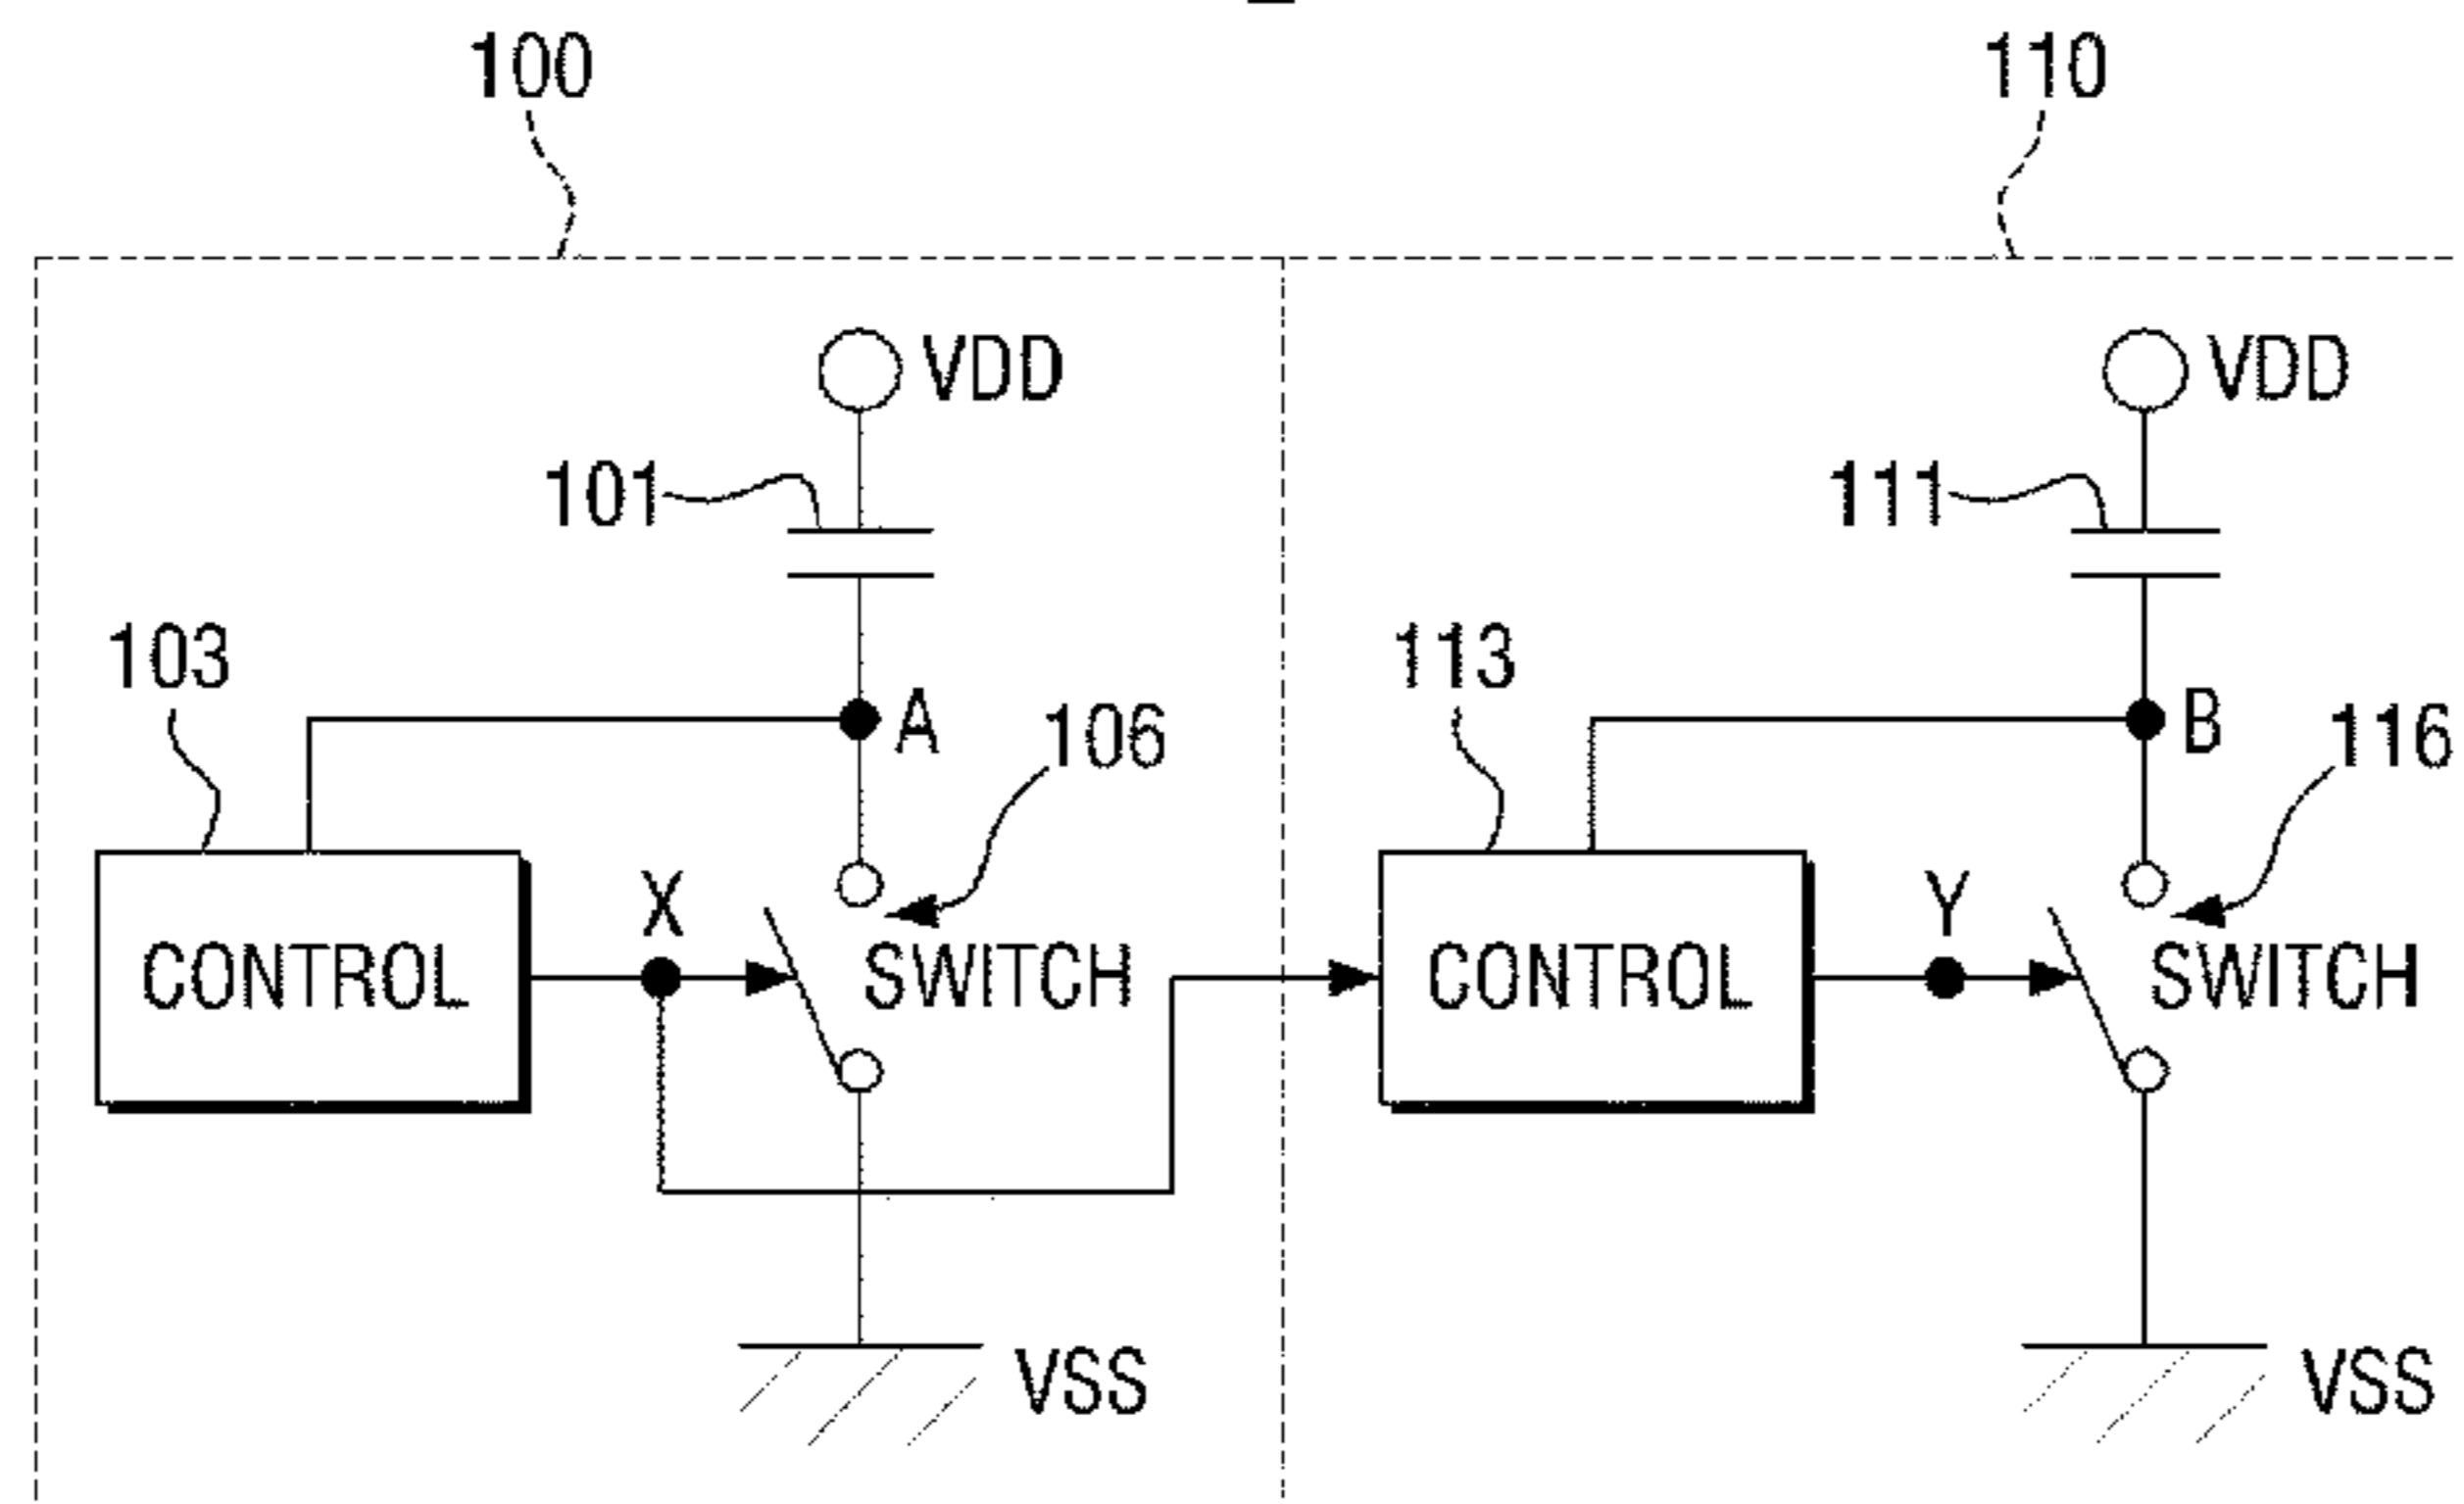 100
110
VDD
VDD
101
111
103
113
A
106
B
116
X
Y
CONTROL
SWITCH
CONTROL
SWITCH
VSS
VSS